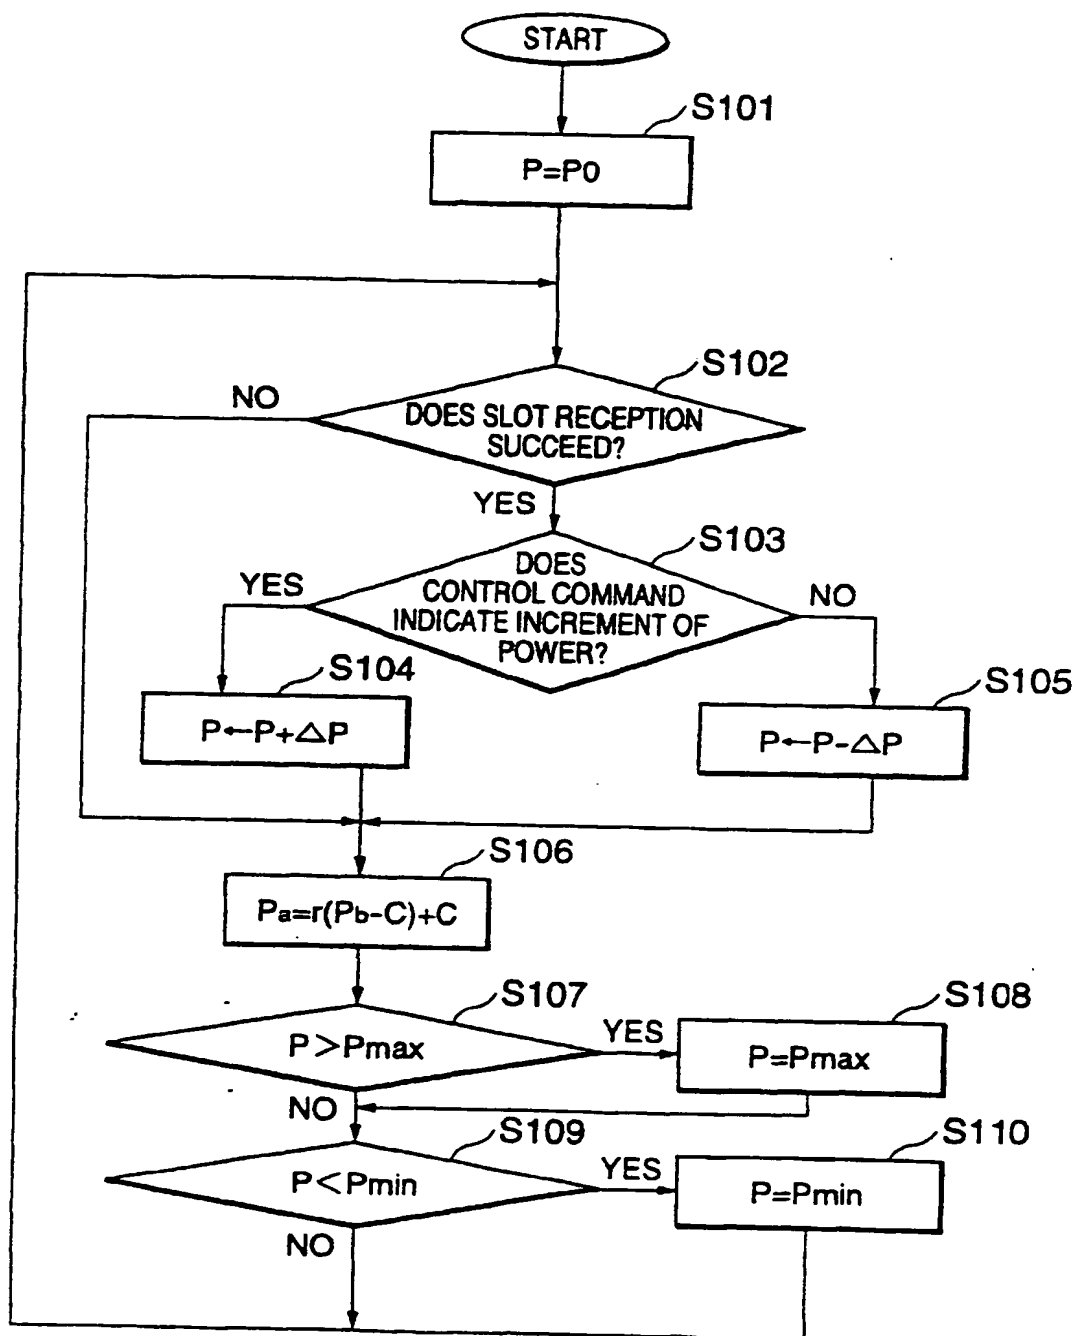 START
S101
P=P0
S102
NO
DOES SLOT RECEPTION
SUCCEED?
YES
S103
DOES
CONTROL COMMAND
INDICATE INCREMENT OF
POWER?
YES
NO
S104
P←P+△P
S105
P←P-△P
S106
Pa=r(Pb-C)+C
S107
P>Pmax
YES
S108
P=Pmax
NO
S109
P<Pmin
YES
S110
P=Pmin
NO